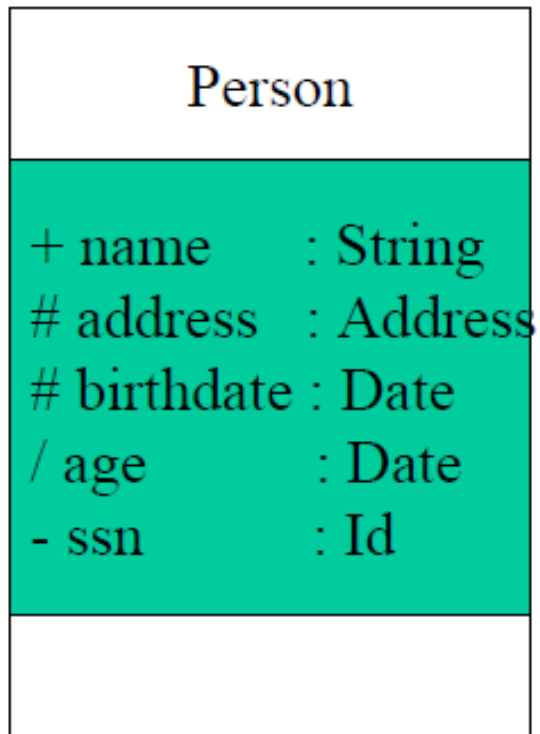 Person
+ name : String
# address : Address
# birthdate : Date
/ age : Date
- ssn : Id